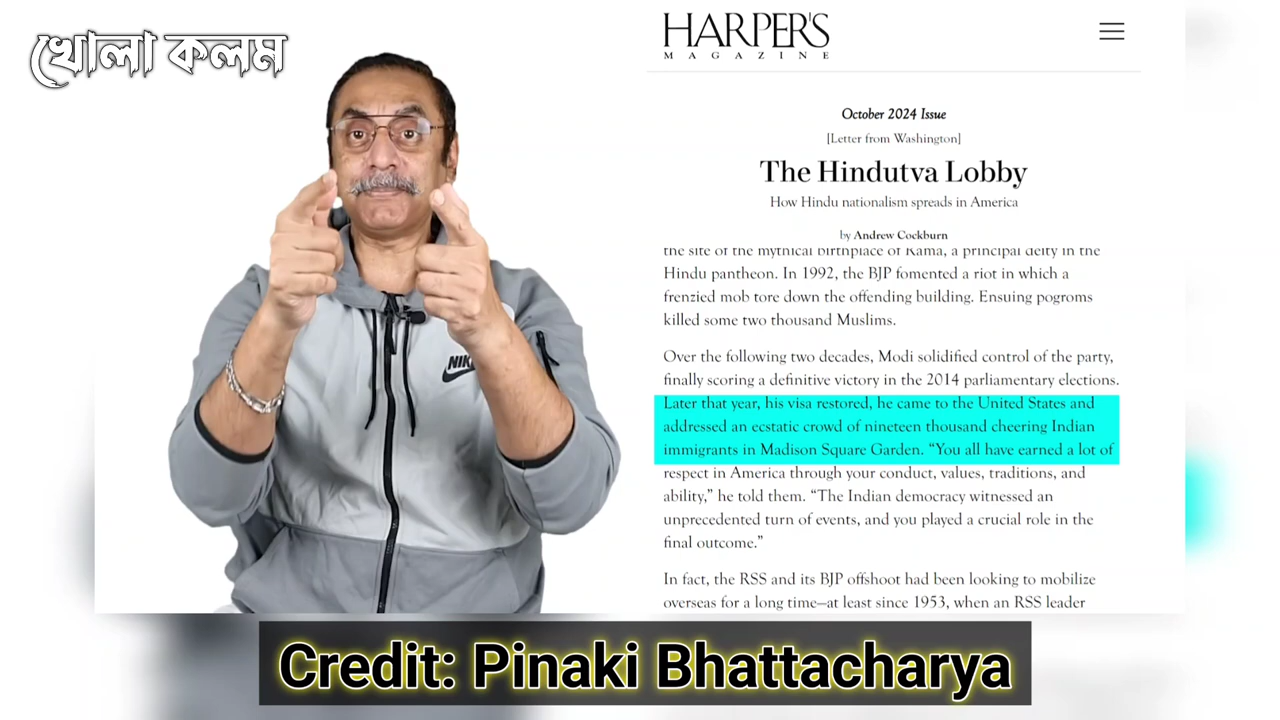 খোলা কলম
HARPER'S
MAGAZINE
October 2024 Issue
[Letter from Washington]
The Hindutva Lobby
How Hindu nationalism spreads in America
by Andrew Cockburn
the site of the mythical birthplace of Rama, a principal deity in the
Hindu pantheon. In 1992, the BJP fomented a riot in which a
frenzied mob tore down the offending building. Ensuing pogroms
killed some two thousand Muslims.
Over the following two decades, Modi solidified control of the party,
finally scoring a definitive victory in the 2014 parliamentary elections.
Later that year, his visa restored, he came to the United States and
addressed an ecstatic crowd of nineteen thousand cheering Indian
immigrants in Madison Square Garden. “You all have earned a lot of
respect in America through your conduct, values, traditions, and
ability,” he told them. “The Indian democracy witnessed an
unprecedented turn of events, and you played a crucial role in the
final outcome.”
In fact, the RSS and its BJP offshoot had been looking to mobilize
overseas for a long time—at least since 1953, when an RSS leader
NIKE
Credit: Pinaki Bhattacharya